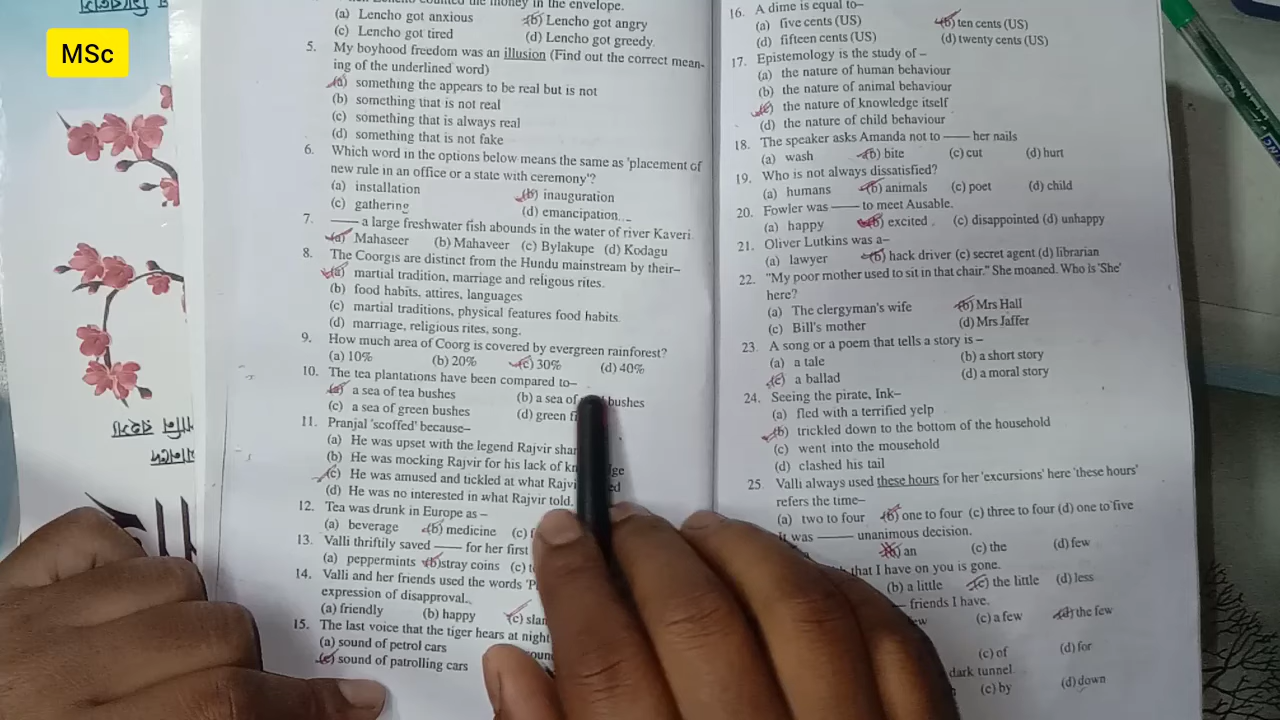 MSc
the money in the envelope.
(a) Lencho got anxious (b) Lencho got angry
(c) Lencho got tired (d) Lencho got greedy.
5. My boyhood freedom was an illusion (Find out the correct mean-
ing of the underlined word)
(a) something the appears to be real but is not
(b) something that is not real
(c) something that is always real
(d) something that is not fake
6. Which word in the options below means the same as 'placement of
new rule in an office or a state with ceremony'?
(a) installation (b) inauguration
(c) gathering (d) emancipation
7. —— a large freshwater fish abounds in the water of river Kaveri.
(a) Mahaseer (b) Mahaveer (c) Bylakupe (d) Kodagu
8. The Coorgis are distinct from the Hundu mainstream by their–
(a) martial tradition, marriage and religous rites.
(b) food habits, attires, languages
(c) martial traditions, physical features food habits.
(d) marriage, religious rites, song.
9. How much area of Coorg is covered by evergreen rainforest?
(a) 10% (b) 20% (c) 30% (d) 40%
10. The tea plantations have been compared to–
(a) a sea of tea bushes (b) a sea of bushes
(c) a sea of green bushes (d) green
11. Pranjal 'scoffed' because–
(a) He was upset with the legend Rajvir
(b) He was mocking Rajvir for his lack of
(c) He was amused and tickled at what
(d) He was no interested in what Rajvir told.
12. Tea was drunk in Europe as –
(a) beverage (b) medicine (c)
13. Valli thriftily saved —— for her first
(a) peppermints (b) stray coins (c)
14. Valli and her friends used the words
expression of disapproval.
(a) friendly (b) happy (c)
15. The last voice that the tiger hears at night
(a) sound of petrol cars
(c) sound of patrolling cars
16. A dime is equal to–
(a) five cents (US) (b) ten cents (US)
(d) fifteen cents (US) (d) twenty cents (US)
17. Epistemology is the study of –
(a) the nature of human behaviour
(b) the nature of animal behaviour
(c) the nature of knowledge itself
(d) the nature of child behaviour
18. The speaker asks Amanda not to —— her nails
(a) wash (b) bite (c) cut (d) hurt
19. Who is not always dissatisfied?
(a) humans (b) animals (c) poet (d) child
20. Fowler was —— to meet Ausable.
(a) happy (b) excited (c) disappointed (d) unhappy
21. Oliver Lutkins was a–
(a) lawyer (b) hack driver (c) secret agent (d) librarian
22. "My poor mother used to sit in that chair." She moaned. Who is 'She'
here?
(a) The clergyman's wife (b) Mrs Hall
(c) Bill's mother (d) Mrs Jaffer
23. A song or a poem that tells a story is –
(a) a tale (b) a short story
(c) a ballad (d) a moral story
24. Seeing the pirate, Ink–
(a) fled with a terrified yelp
(b) trickled down to the bottom of the household
(c) went into the mousehold
(d) clashed his tail
25. Valli always used these hours for her 'excursions' here 'these hours'
refers the time–
(a) two to four (b) one to four (c) three to four (d) one to five
was —— unanimous decision.
(b) an (c) the (d) few
that I have on you is gone.
(b) a little (c) the little (d) less
friends I have.
(c) a few (d) the few
(c) of (d) for
dark tunnel.
(c) by (d) down